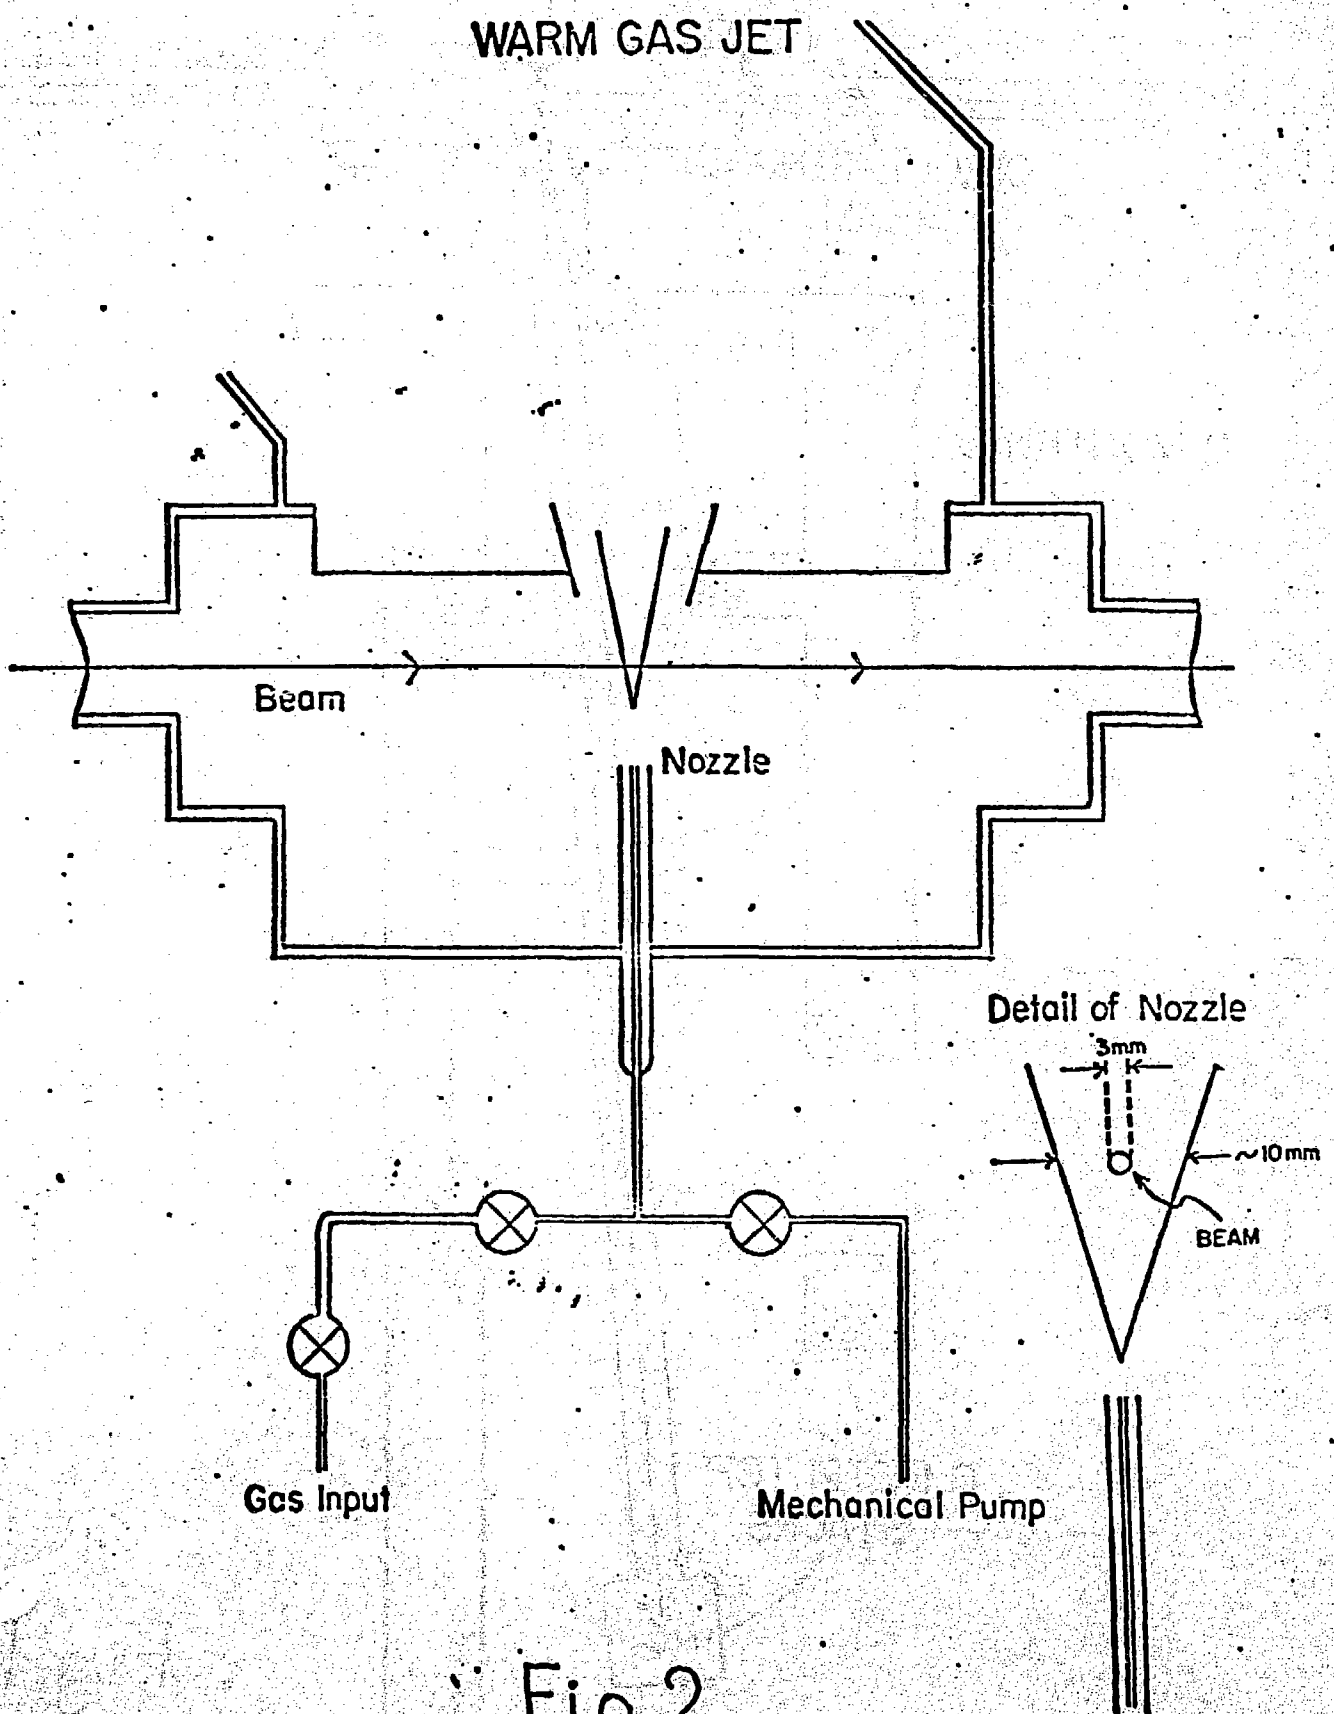 WARM GAS JET
Beam
Nozzle
Detail of Nozzle
3mm
~10mm
BEAM
Gas Input
Mechanical Pump
Fig 2